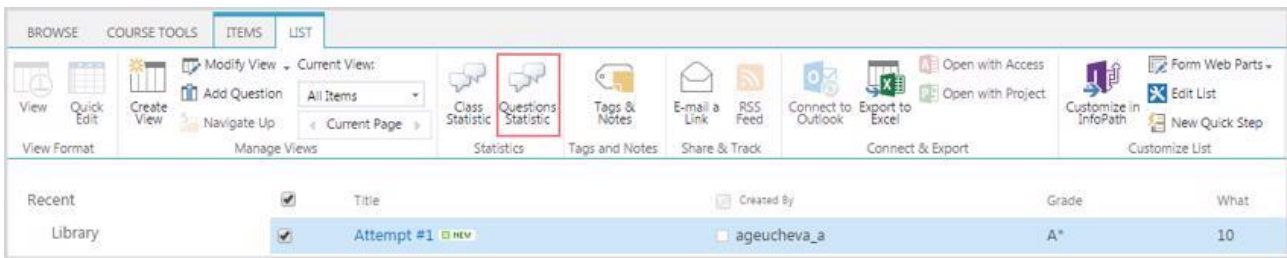 BROWSE COURSE TOOLS ITEMS LIST
View
Quick
Edit
View Format
Create
View
Modify View
Add Question
Navigate Up
Current View:
All Items
Current Page
Manage Views
Class
Statistic
Questions
Statistic
Statistics
Tags &
Notes
Tags and Notes
E-mail a
Link
RSS
Feed
Share & Track
Connect to
Outlook
Export to
Excel
Open with Access
Open with Project
Connect & Export
Customize in
InfoPath
Form Web Parts
Edit List
New Quick Step
Customize List
Recent
Library
Title Created By Grade What
Attempt #1 NEW ageucheva_a A* 10